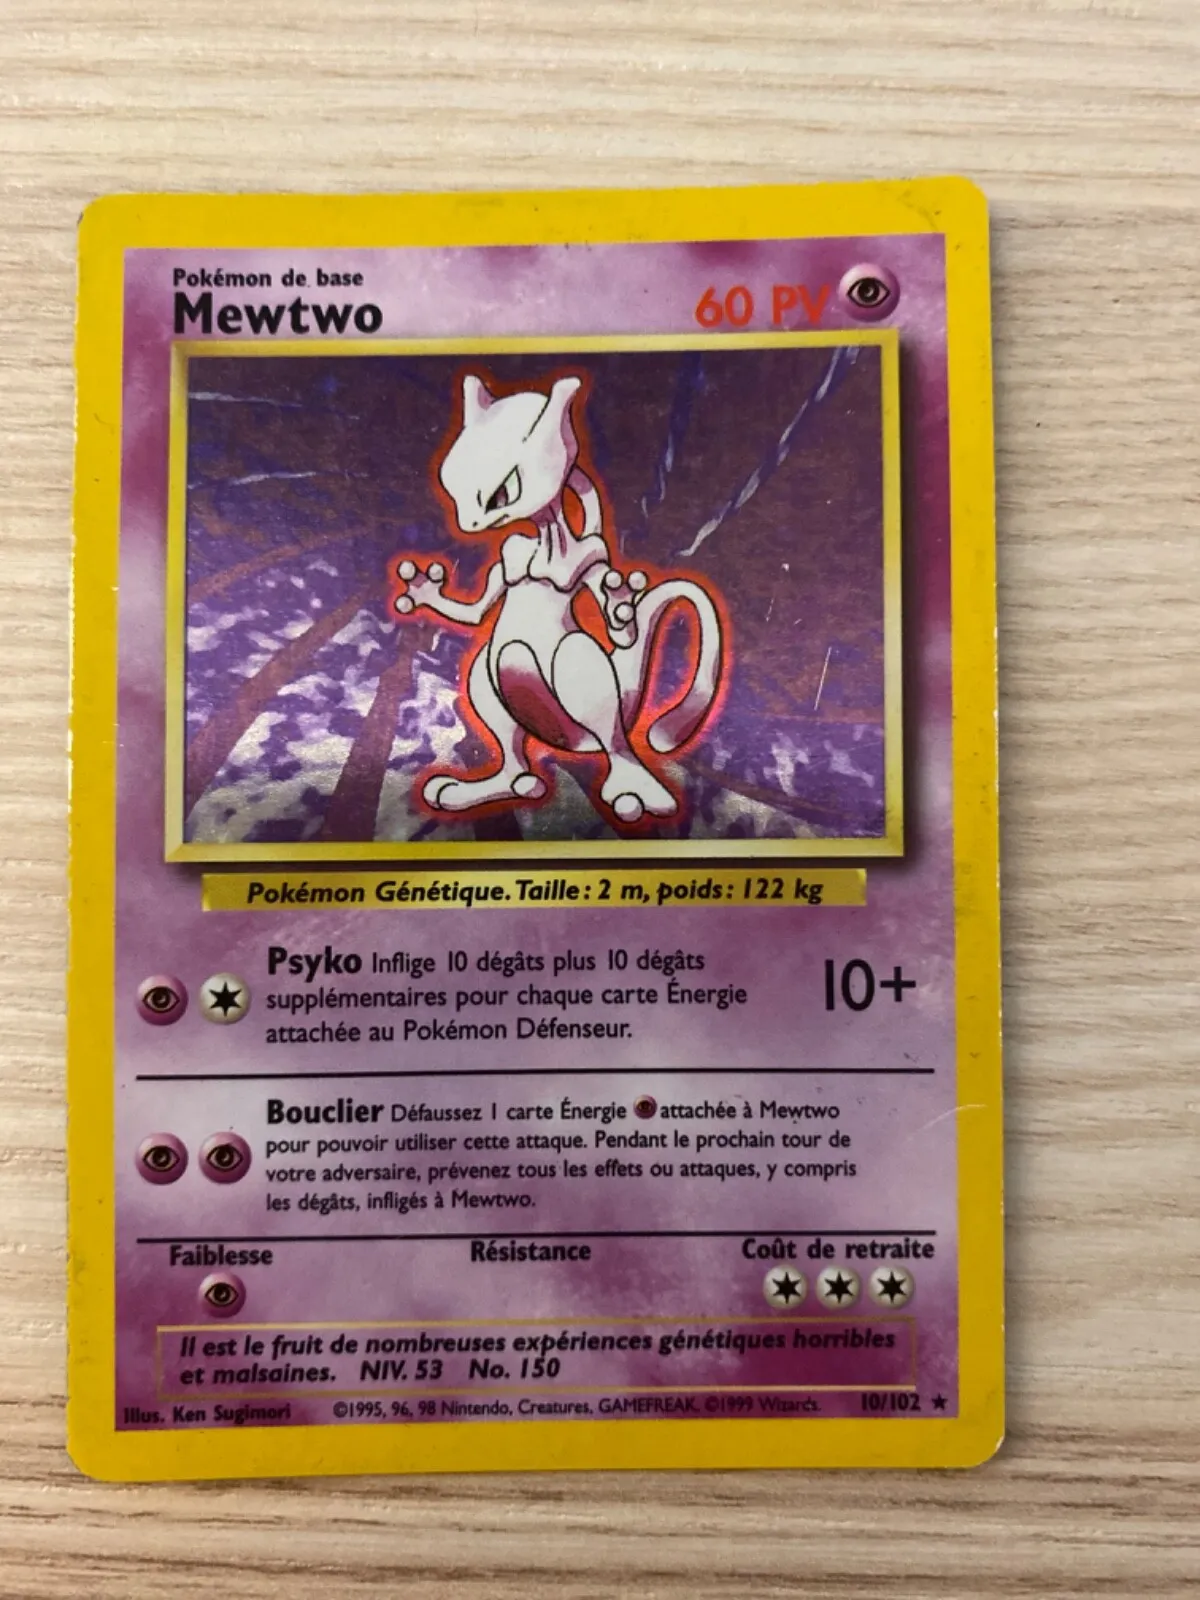 Pokémon de base
Mewtwo
60 PV
Pokémon Génétique. Taille: 2 m, poids: 122 kg
Psyko Inflige 10 dégâts plus 10 dégâts
supplémentaires pour chaque carte Énergie
attachée au Pokémon Défenseur.
10+
Bouclier Défaussez 1 carte Énergie attachée à Mewtwo
pour pouvoir utiliser cette attaque. Pendant le prochain tour de
votre adversaire, prévenez tous les effets ou attaques, y compris
les dégâts, infligés à Mewtwo.
Faiblesse
Résistance
Coût de retraite
Il est le fruit de nombreuses expériences génétiques horribles
et malsaines. NIV. 53 No. 150
Illus. Ken Sugimori
©1995, 96, 98 Nintendo, Creatures, GAMEFREAK. ©1999 Wizards.
10/102